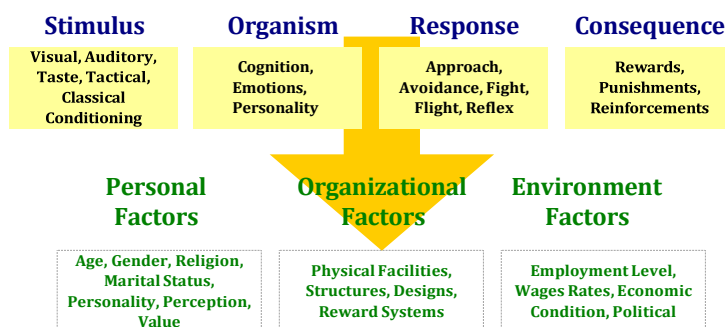 Stimulus
Organism
Response
Consequence
Visual, Auditory,
Taste, Tactical,
Classical
Conditioning
Cognition,
Emotions,
Personality
Approach,
Avoidance, Fight,
Flight, Reflex
Rewards,
Punishments,
Reinforcements
Personal
Factors
Organizational
Factors
Environment
Factors
Age, Gender, Religion,
Marital Status,
Personality, Perception,
Value
Physical Facilities,
Structures, Designs,
Reward Systems
Employment Level,
Wages Rates, Economic
Condition, Political